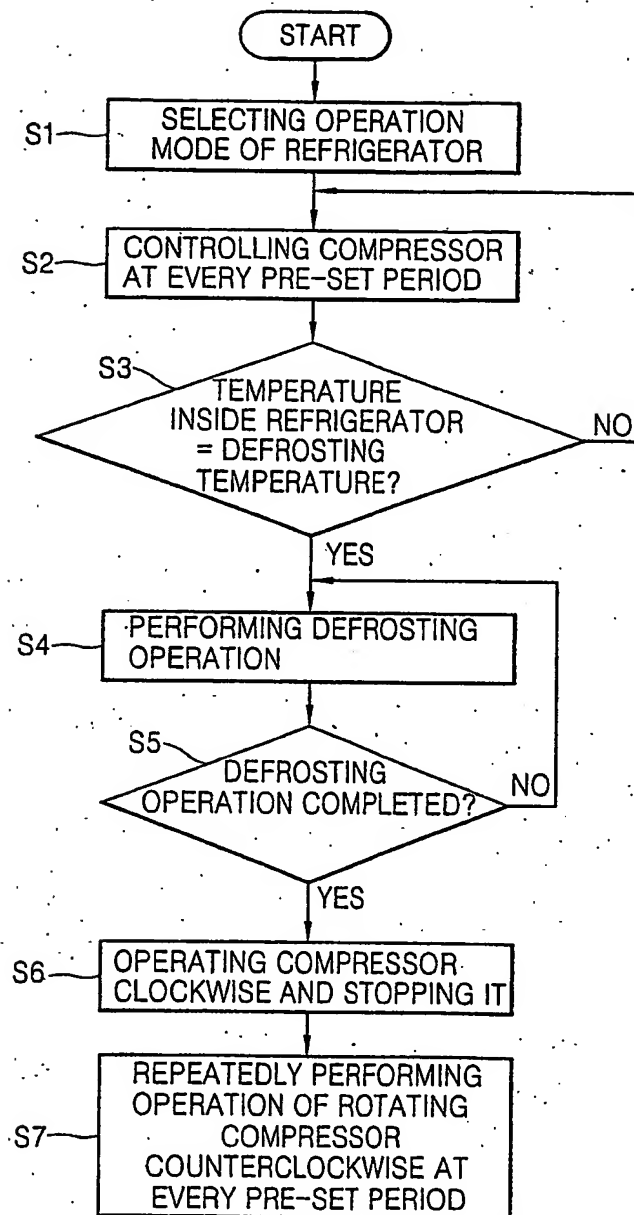 START
S1
SELECTING OPERATION
MODE OF REFRIGERATOR
S2
CONTROLLING COMPRESSOR
AT EVERY PRE-SET PERIOD
S3
TEMPERATURE
INSIDE REFRIGERATOR
= DEFROSTING
TEMPERATURE?
NO
YES
S4
PERFORMING DEFROSTING
OPERATION
S5
DEFROSTING
OPERATION COMPLETED?
NO
YES
S6
OPERATING COMPRESSOR
CLOCKWISE AND STOPPING IT
S7
REPEATEDLY PERFORMING
OPERATION OF ROTATING
COMPRESSOR
COUNTERCLOCKWISE AT
EVERY PRE-SET PERIOD